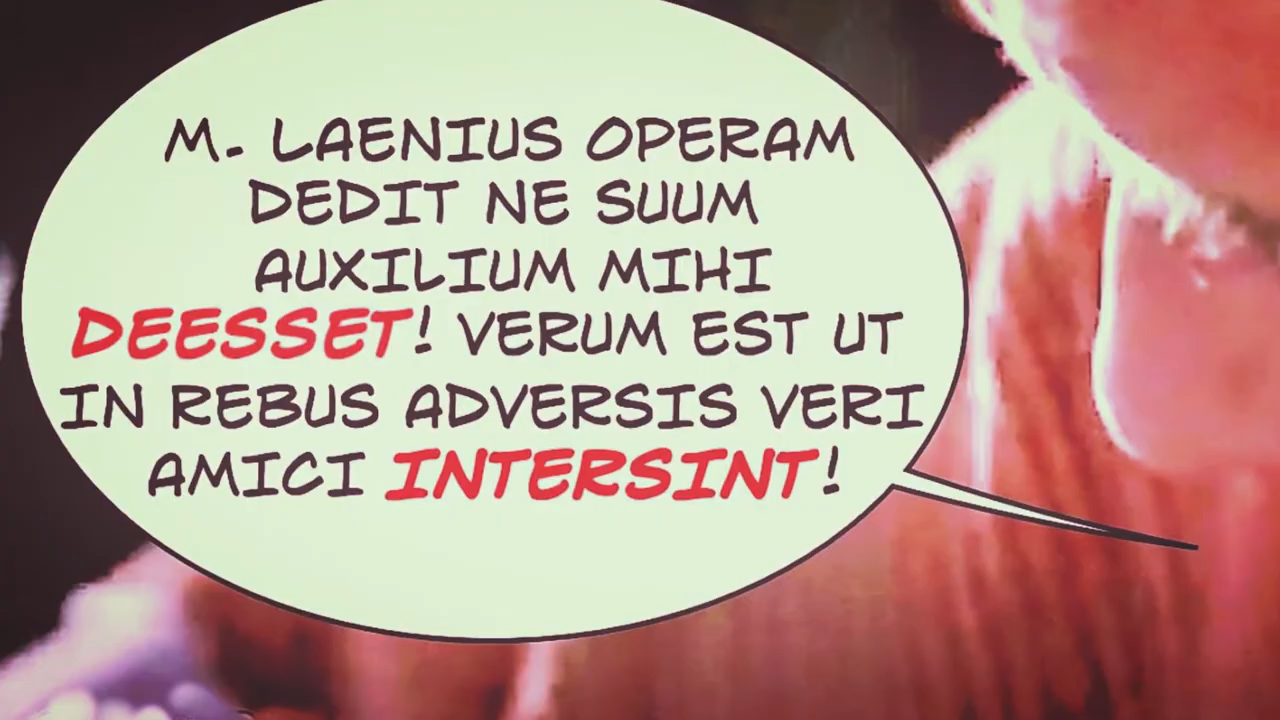 M. LAENIUS OPERAM
DEDIT NE SUUM
AUXILIUM MIHI
DEESSET! VERUM EST UT
IN REBUS ADVERSIS VERI
AMICI INTERSINT!